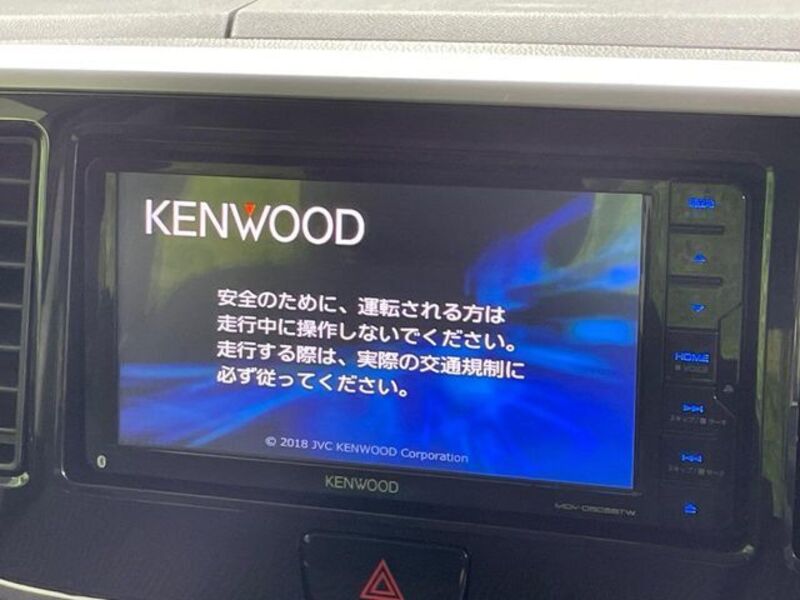 KENWOOD
安全のために、運転される方は
走行中に操作しないでください。
走行する際は、実際の交通規制に
必ず従ってください。
© 2018 JVC KENWOOD Corporation
KENWOOD
HOME
VOICE